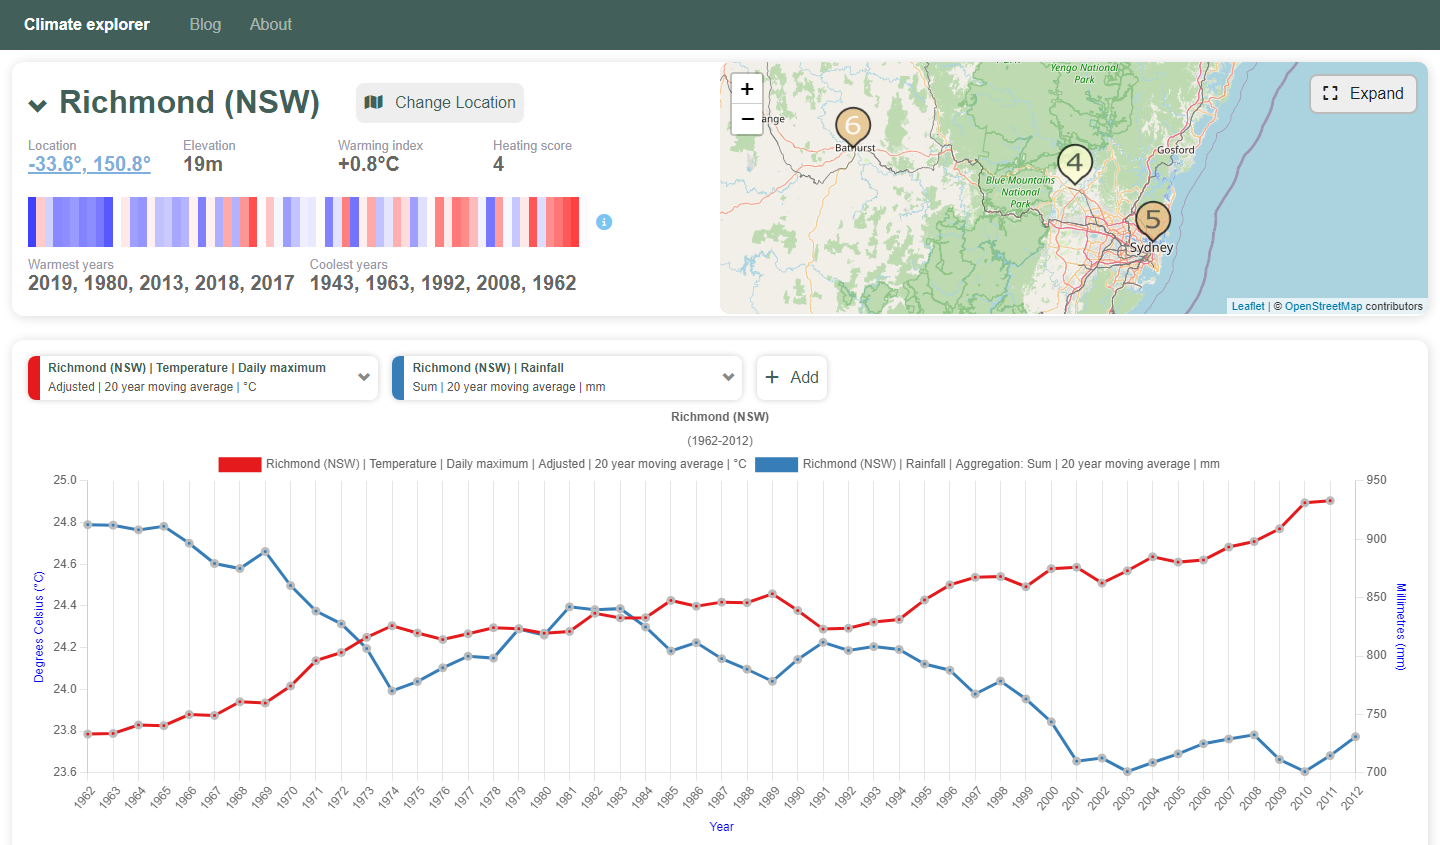 Climate explorer Blog About
Richmond (NSW)
Change Location
Location Elevation Warming index Heating score
-33.6°, 150.8° 19m +0.8°C 4
Warmest years Coolest years
2019, 1980, 2013, 2018, 2017 1943, 1963, 1992, 2008, 1962
+
−
Expand
Yengo National
Park
ange
6
Bathurst
Gosford
4
Blue Mountains
National
Park
5
Sydney
Leaflet | © OpenStreetMap contributors
Richmond (NSW) | Temperature | Daily maximum
Adjusted | 20 year moving average | °C
Richmond (NSW) | Rainfall
Sum | 20 year moving average | mm
+ Add
Richmond (NSW)
(1962-2012)
Richmond (NSW) | Temperature | Daily maximum | Adjusted | 20 year moving average | °C
Richmond (NSW) | Rainfall | Aggregation: Sum | 20 year moving average | mm
Degrees Celsius (°C)
25.0
24.8
24.6
24.4
24.2
24.0
23.8
23.6
950
900
850
800
750
700
Millimetres (mm)
1962 1963 1964 1965 1966 1967 1968 1969 1970 1971 1972 1973 1974 1975 1976 1977 1978 1979 1980 1981 1982 1983 1984 1985 1986 1987 1988 1989 1990 1991 1992 1993 1994 1995 1996 1997 1998 1999 2000 2001 2002 2003 2004 2005 2006 2007 2008 2009 2010 2011 2012
Year